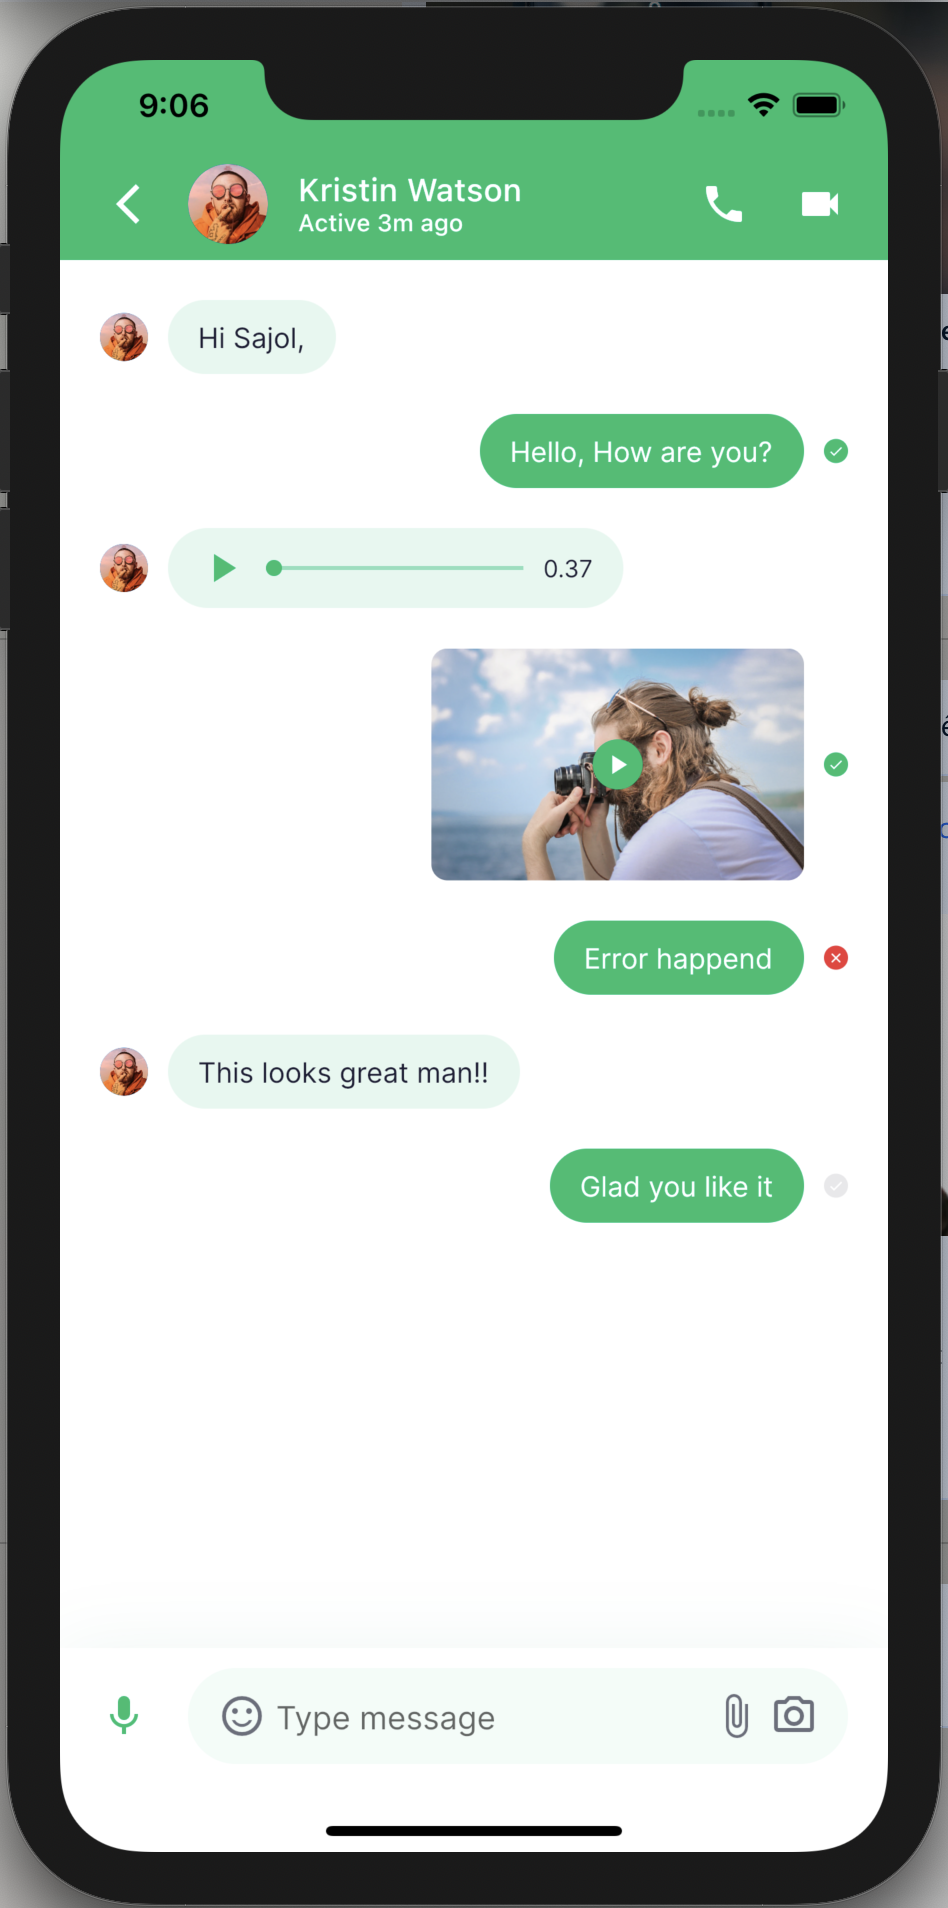 9:06
Kristin Watson
Active 3m ago
Hi Sajol,
Hello, How are you?
0.37
Error happend
This looks great man!!
Glad you like it
Type message